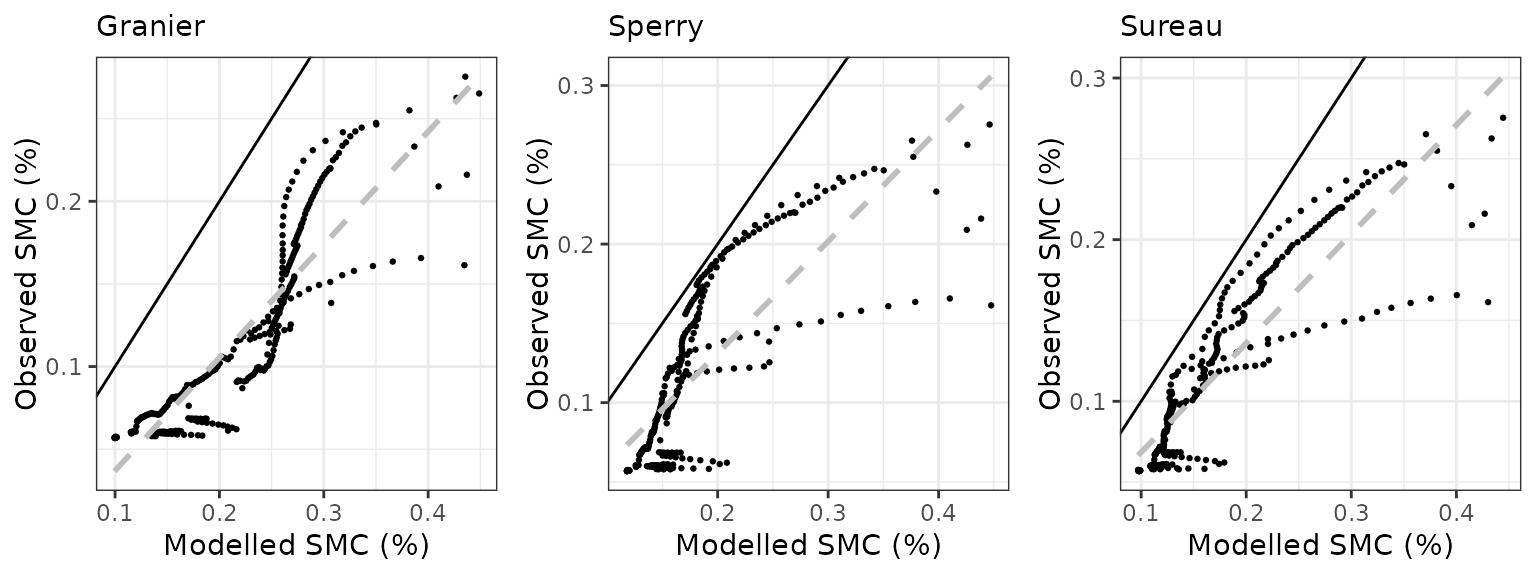 Granier
Observed SMC (%)
0.2
0.1
0.1 0.2 0.3 0.4
Modelled SMC (%)
Sperry
Observed SMC (%)
0.3
0.2
0.1
0.2 0.3 0.4
Modelled SMC (%)
Sureau
Observed SMC (%)
0.3
0.2
0.1
0.1 0.2 0.3 0.4
Modelled SMC (%)